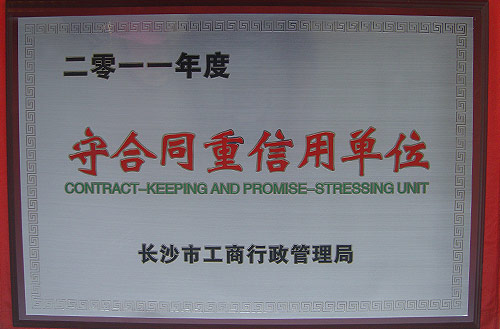 二零一一年度
守合同重信用单位
CONTRACT-KEEPING AND PROMISE-STRESSING UNIT
长沙市工商行政管理局